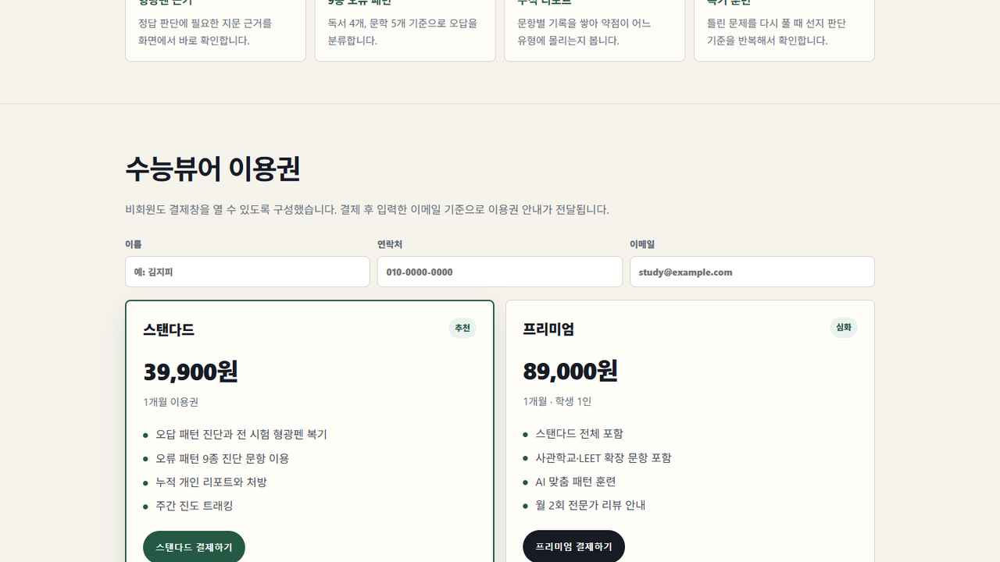 정답 판단에 필요한 지문 근거를
화면에서 바로 확인합니다.
독서 4개, 문학 5개 기준으로 오답을
분류합니다.
문항별 기록을 쌓아 약점이 어느
유형에 몰리는지 봅니다.
틀린 문제를 다시 풀 때 선지 판단
기준을 반복해서 확인합니다.
수능뷰어 이용권
비회원도 결제창을 열 수 있도록 구성했습니다. 결제 후 입력한 이메일 기준으로 이용권 안내가 전달됩니다.
이름
연락처
이메일
예: 김지피
010-0000-0000
study@example.com
스탠다드
추천
39,900원
1개월 이용권
오답 패턴 진단과 전 시험 형광펜 복기
오류 패턴 9종 진단 문항 이용
누적 개인 리포트와 처방
주간 진도 트래킹
스탠다드 결제하기
프리미엄
심화
89,000원
1개월 · 학생 1인
스탠다드 전체 포함
사관학교·LEET 확장 문항 포함
AI 맞춤 패턴 훈련
월 2회 전문가 리뷰 안내
프리미엄 결제하기